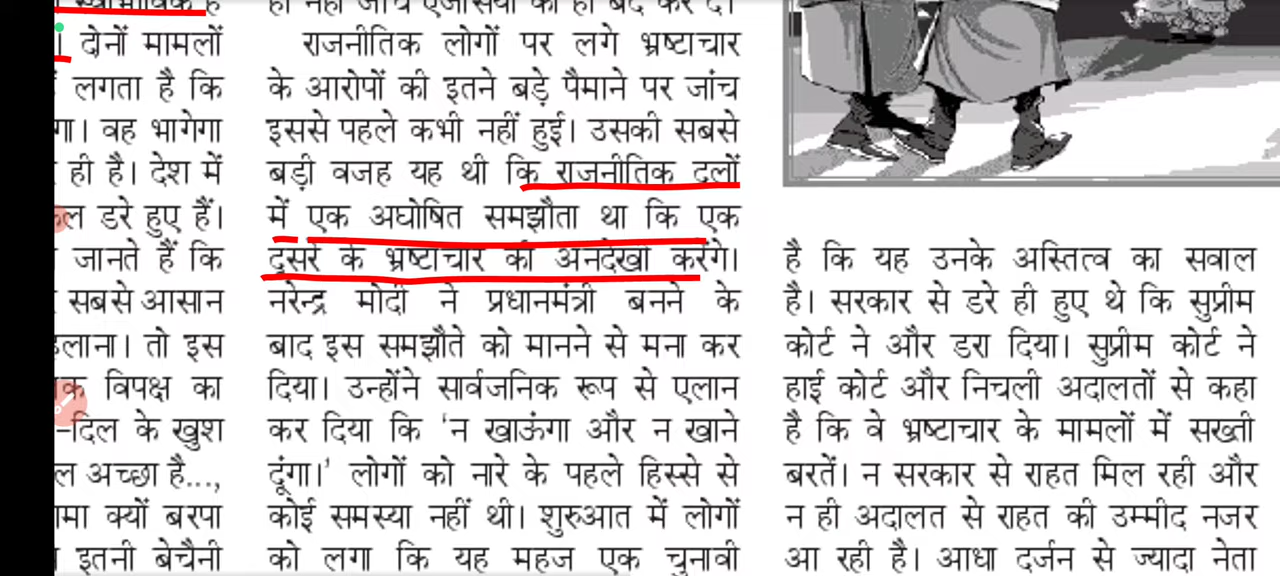 स्वाभाविक है
। दोनों मामलों
लगता है कि
गा। वह भागेगा
ही है। देश में
डरे हुए हैं।
जानते हैं कि
सबसे आसान
तो इस
विपक्ष का
-दिल के खुश
अच्छा है...,
क्यों बरपा
इतनी बेचैनी
ही नहीं जांच एजेंसियों को ही बंद कर दो।
राजनीतिक लोगों पर लगे भ्रष्टाचार
के आरोपों की इतने बड़े पैमाने पर जांच
इससे पहले कभी नहीं हुई। उसकी सबसे
बड़ी वजह यह थी कि राजनीतिक दलों
में एक अघोषित समझौता था कि एक
दूसरे के भ्रष्टाचार की अनदेखी करेंगे।
नरेन्द्र मोदी ने प्रधानमंत्री बनने के
बाद इस समझौते को मानने से मना कर
दिया। उन्होंने सार्वजनिक रूप से एलान
कर दिया कि ‘न खाऊंगा और न खाने
दूंगा।’ लोगों को नारे के पहले हिस्से से
कोई समस्या नहीं थी। शुरुआत में लोगों
को लगा कि यह महज एक चुनावी
है कि यह उनके अस्तित्व का सवाल
है। सरकार से डरे ही हुए थे कि सुप्रीम
कोर्ट ने और डरा दिया। सुप्रीम कोर्ट ने
हाई कोर्ट और निचली अदालतों से कहा
है कि वे भ्रष्टाचार के मामलों में सख्ती
बरतें। न सरकार से राहत मिल रही और
न ही अदालत से राहत की उम्मीद नजर
आ रही है। आधा दर्जन से ज्यादा नेता